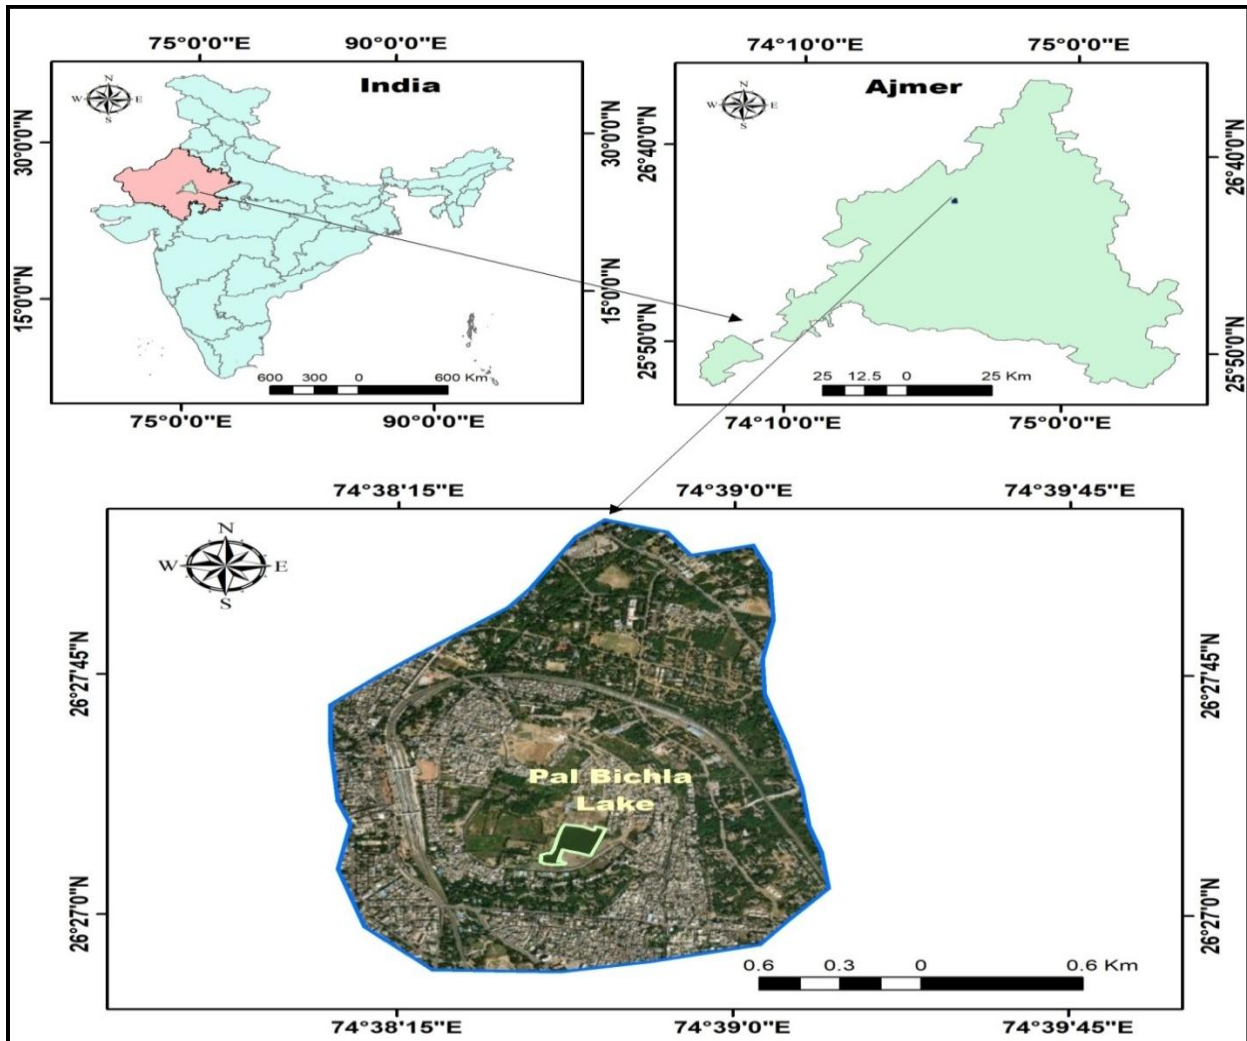 75°0'0"E 90°0'0"E
India
N
W E
S
30°0'0"N
15°0'0"N
30°0'0"N
15°0'0"N
600 300 0 600 Km
75°0'0"E 90°0'0"E
74°10'0"E 75°0'0"E
Ajmer
N
W E
S
26°40'0"N
25°50'0"N
26°40'0"N
25°50'0"N
25 12.5 0 25 Km
74°10'0"E 75°0'0"E
74°38'15"E 74°39'0"E 74°39'45"E
N
W E
S
26°27'45"N
26°27'0"N
26°27'45"N
26°27'0"N
Pal Bichla
Lake
0.6 0.3 0 0.6 Km
74°38'15"E 74°39'0"E 74°39'45"E